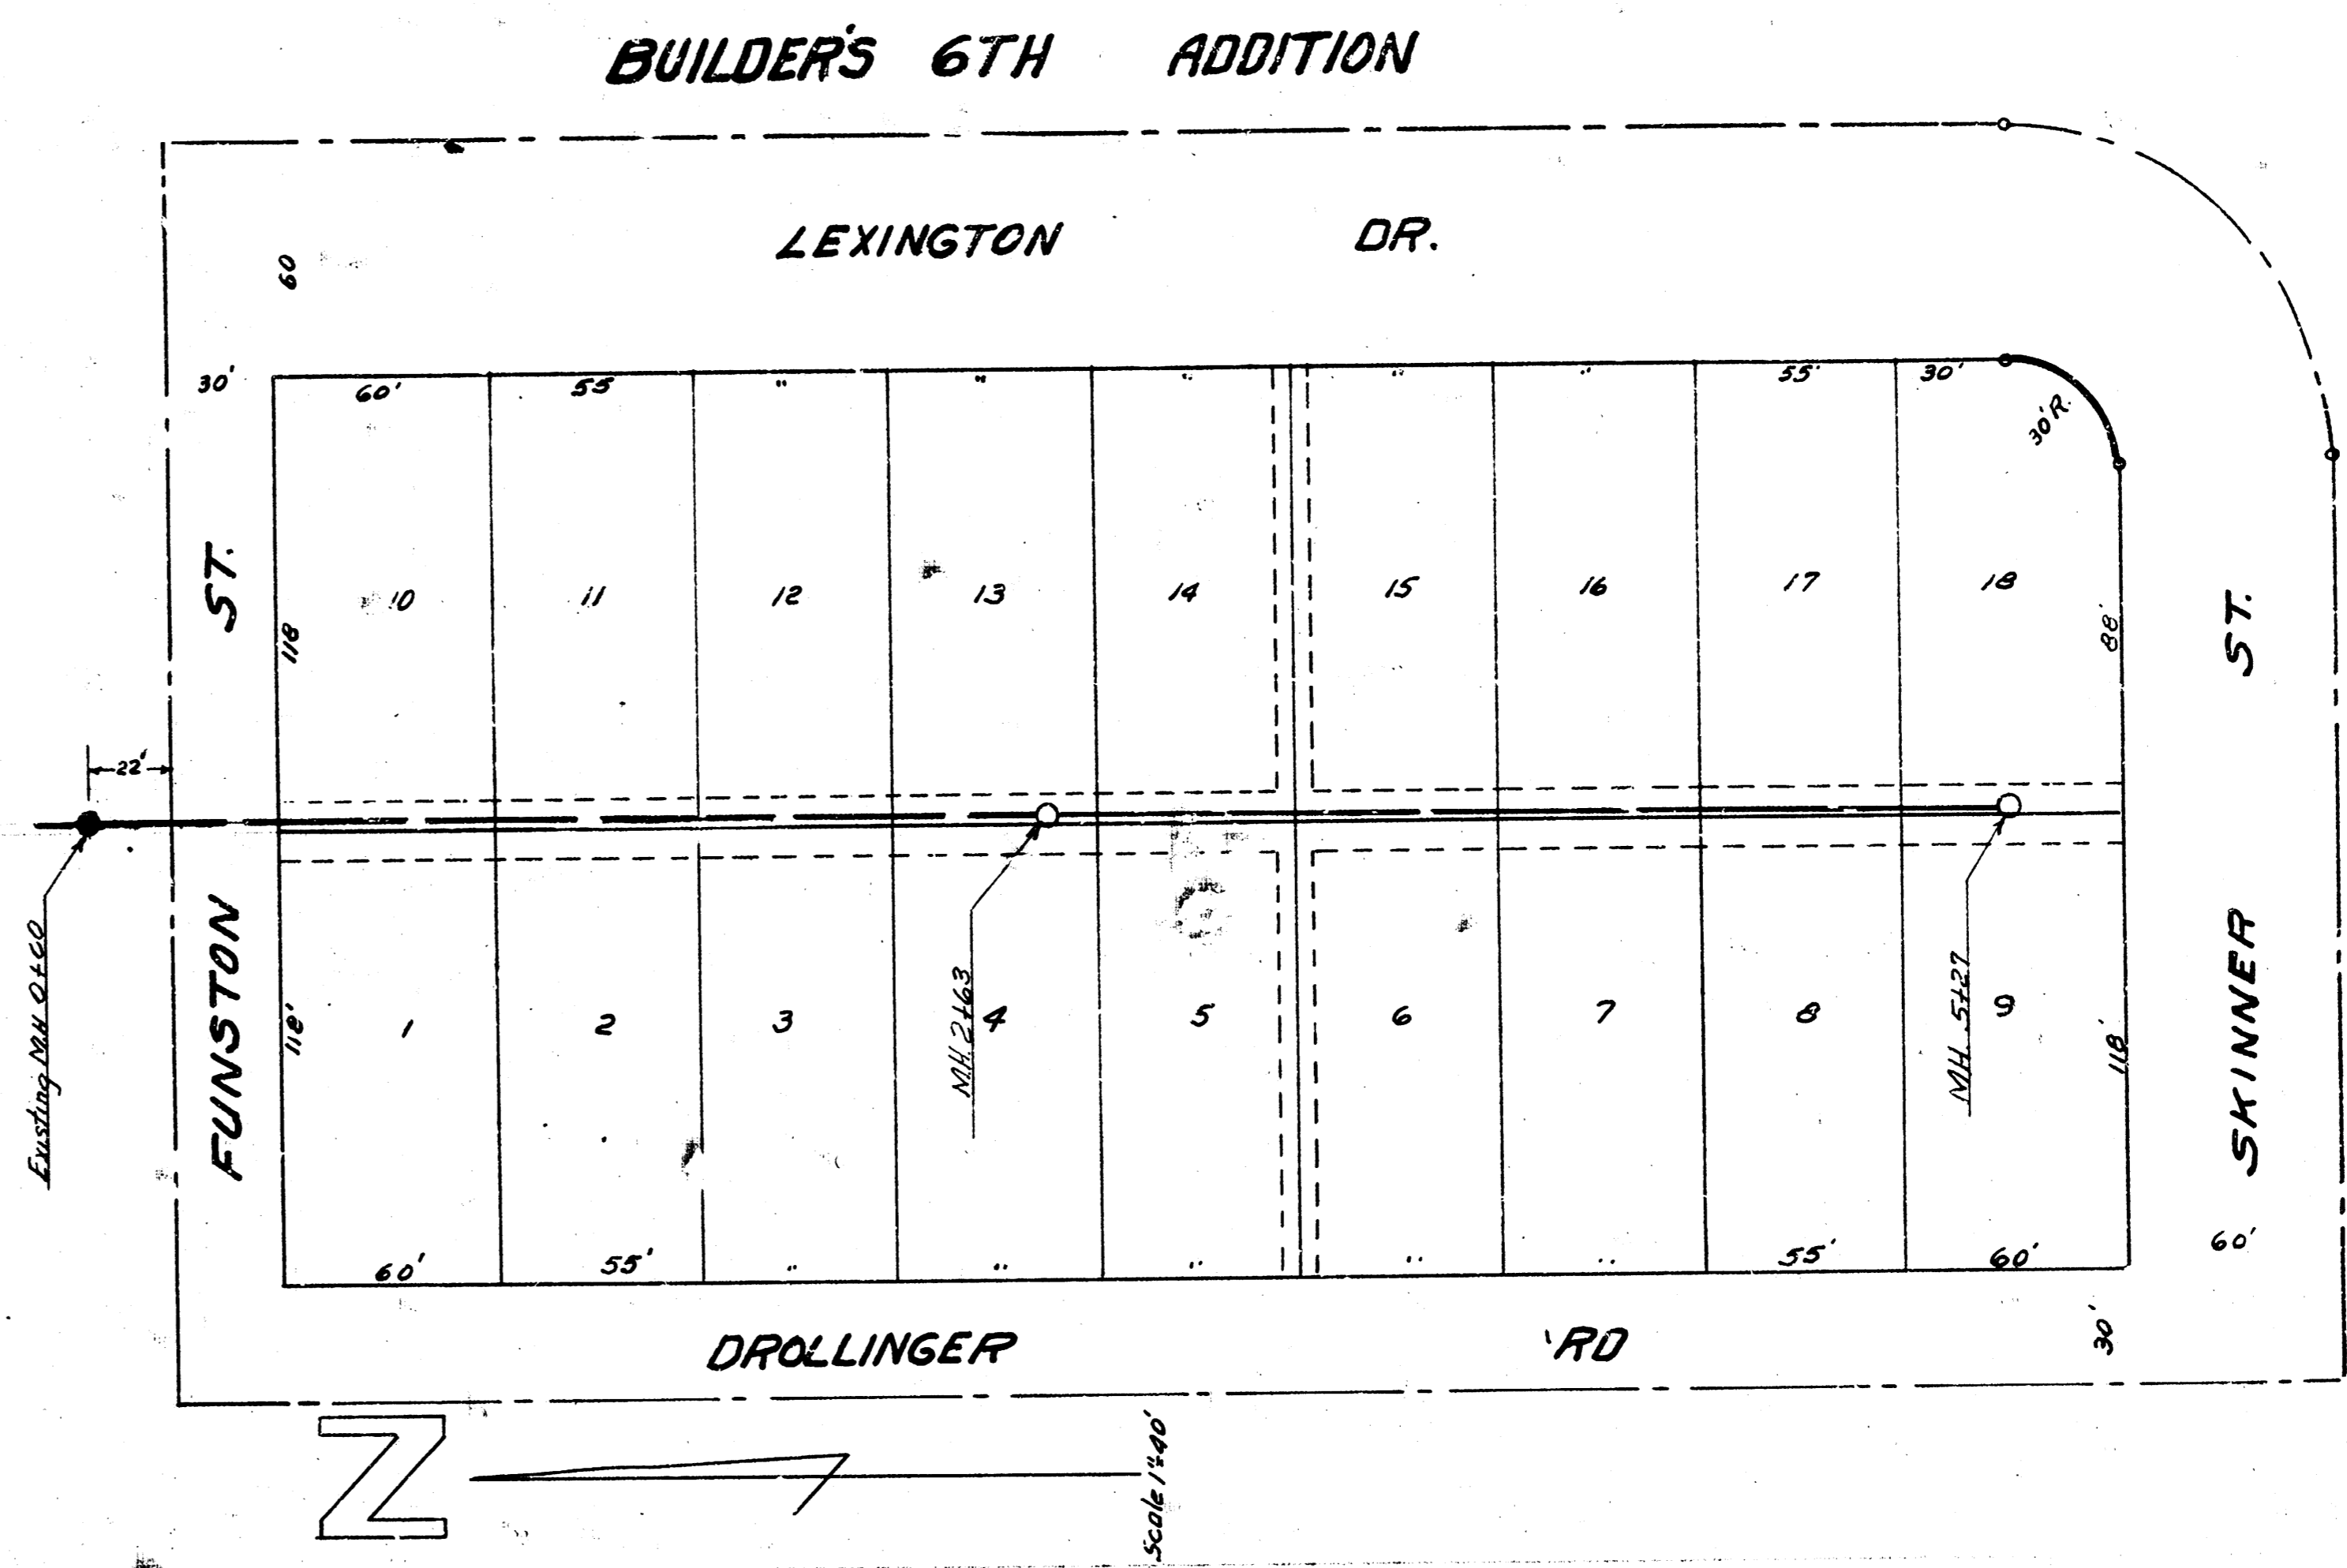 BUILDER'S 6TH ADDITION
LEXINGTON DR.
60
30'
60' 55 " " " " " 55' 30'
30'R.
10 11 12 13 14 15 16 17 18
118
88'
FUNSTON ST.
SKINNER ST.
22'
Existing M.H. 0+00
M.H. 2+63
M.H. 5+27
118'
1 2 3 4 5 6 7 8 9
118'
60' 55' " " " " " 55' 60'
60'
30'
DROLLINGER RD
N
Scale 1"=40'